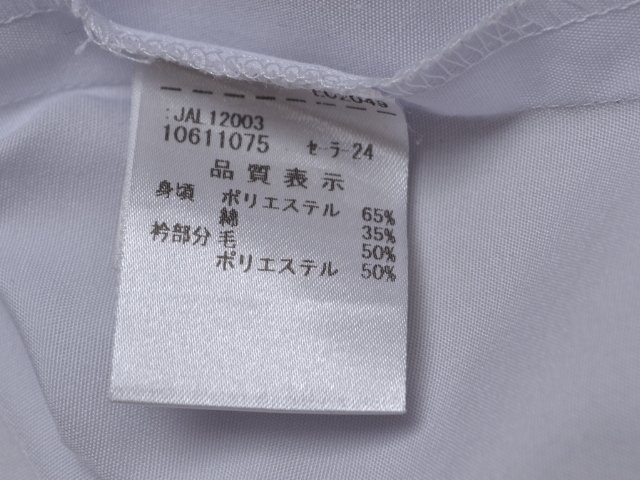 :JAL12003
10611075 ｾｰﾗｰ24
品質表示
身頃 ポリエステル 65%
綿 35%
衿部分 毛 50%
ポリエステル 50%